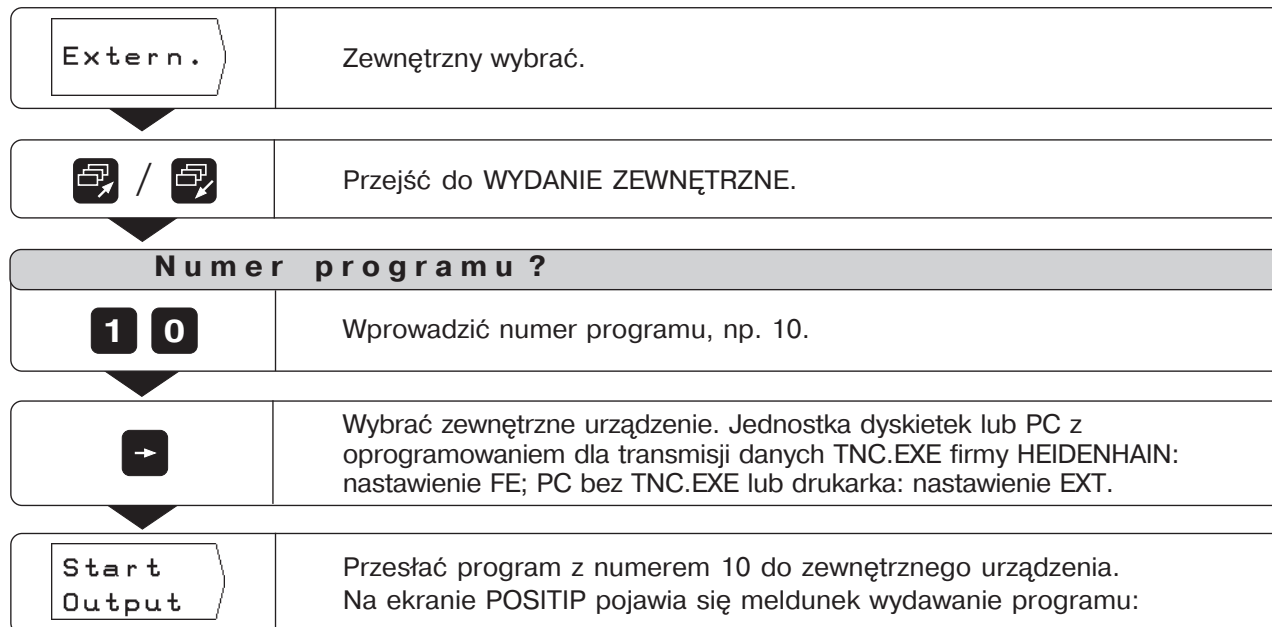 Extern.
Zewnętrzny wybrać.
/
Przejść do WYDANIE ZEWNĘTRZNE.
Numer programu?
1 0
Wprowadzić numer programu, np. 10.
Wybrać zewnętrzne urządzenie. Jednostka dyskietek lub PC z
oprogramowaniem dla transmisji danych TNC.EXE firmy HEIDENHAIN:
nastawienie FE; PC bez TNC.EXE lub drukarka: nastawienie EXT.
Start
Output
Przesłać program z numerem 10 do zewnętrznego urządzenia.
Na ekranie POSITIP pojawia się meldunek wydawanie programu: